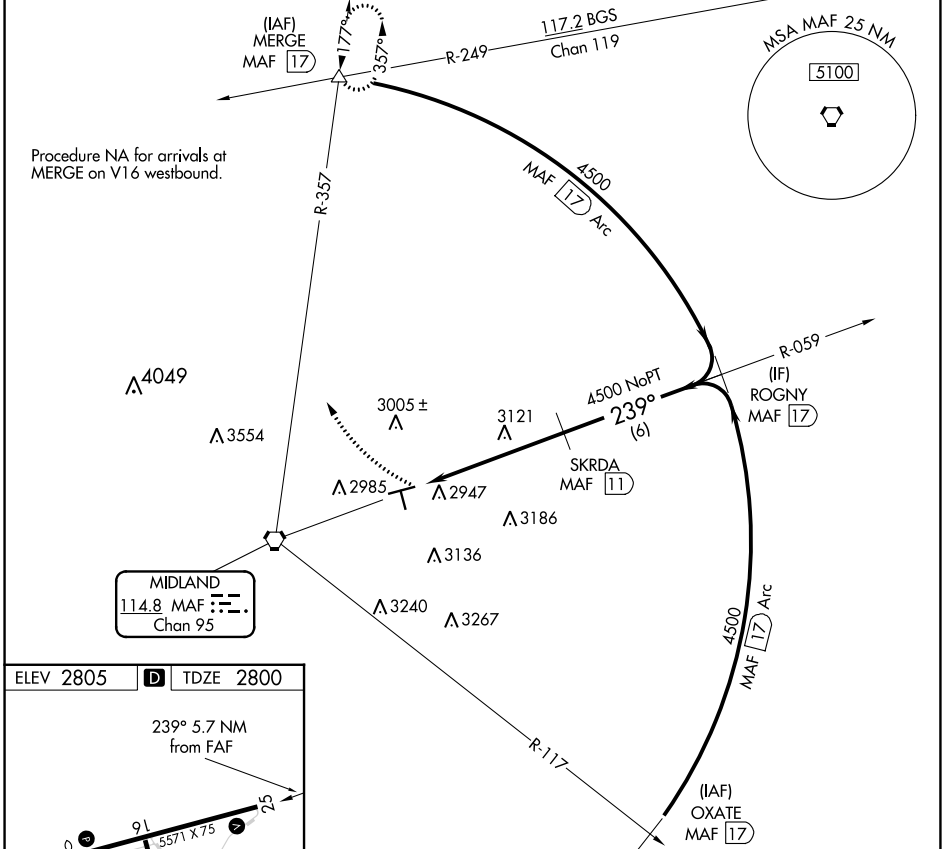 (IAF)
MERGE
MAF 17
177°
357°
R-249
117.2 BGS
Chan 119
MSA MAF 25 NM
5100
Procedure NA for arrivals at
MERGE on V16 westbound.
R-357
4500
MAF 17 Arc
R-059
(IF)
ROGNY
MAF 17
4500 NoPT
239°
(6)
SKRDA
MAF 11
4049
3554
3005 ±
3121
2985
2947
3186
3136
3240
3267
MIDLAND
114.8 MAF
Chan 95
4500
MAF 17 Arc
R-117
(IAF)
OXATE
MAF 17
ELEV 2805
D
TDZE 2800
239° 5.7 NM
from FAF
25
16
5571 X 75
P
A